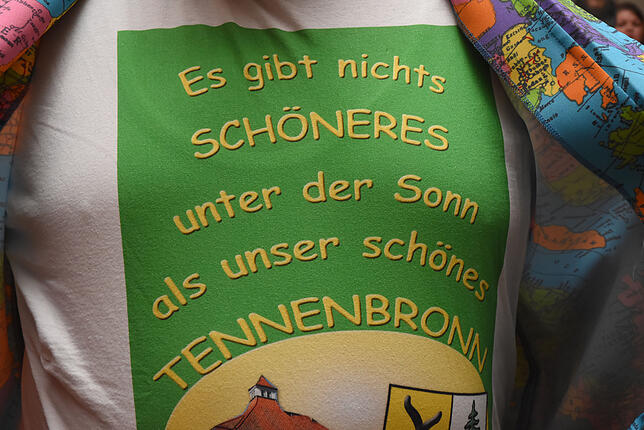 Es gibt nichts
SCHÖNERES
unter der Sonn
als unser schönes
TENNENBRONN